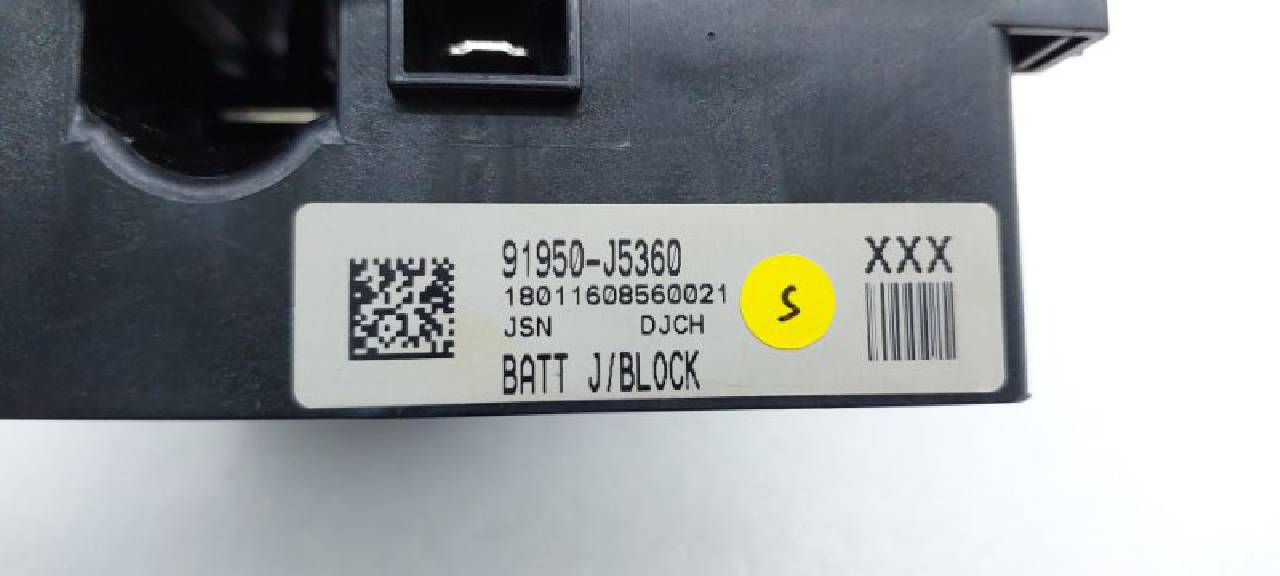 91950-J5360
18011608560021
JSN DJCH
BATT J/BLOCK
S
XXX